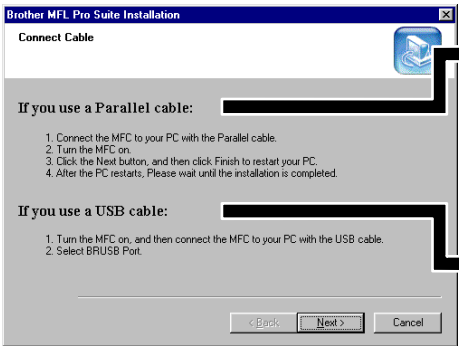 Brother MFL Pro Suite Installation
Connect Cable
If you use a Parallel cable:
1. Connect the MFC to your PC with the Parallel cable.
2. Turn the MFC on.
3. Click the Next button, and then click Finish to restart your PC.
4. After the PC restarts, Please wait until the installation is completed.
If you use a USB cable:
1. Turn the MFC on, and then connect the MFC to your PC with the USB cable.
2. Select BRUSB Port.
< Back Next > Cancel